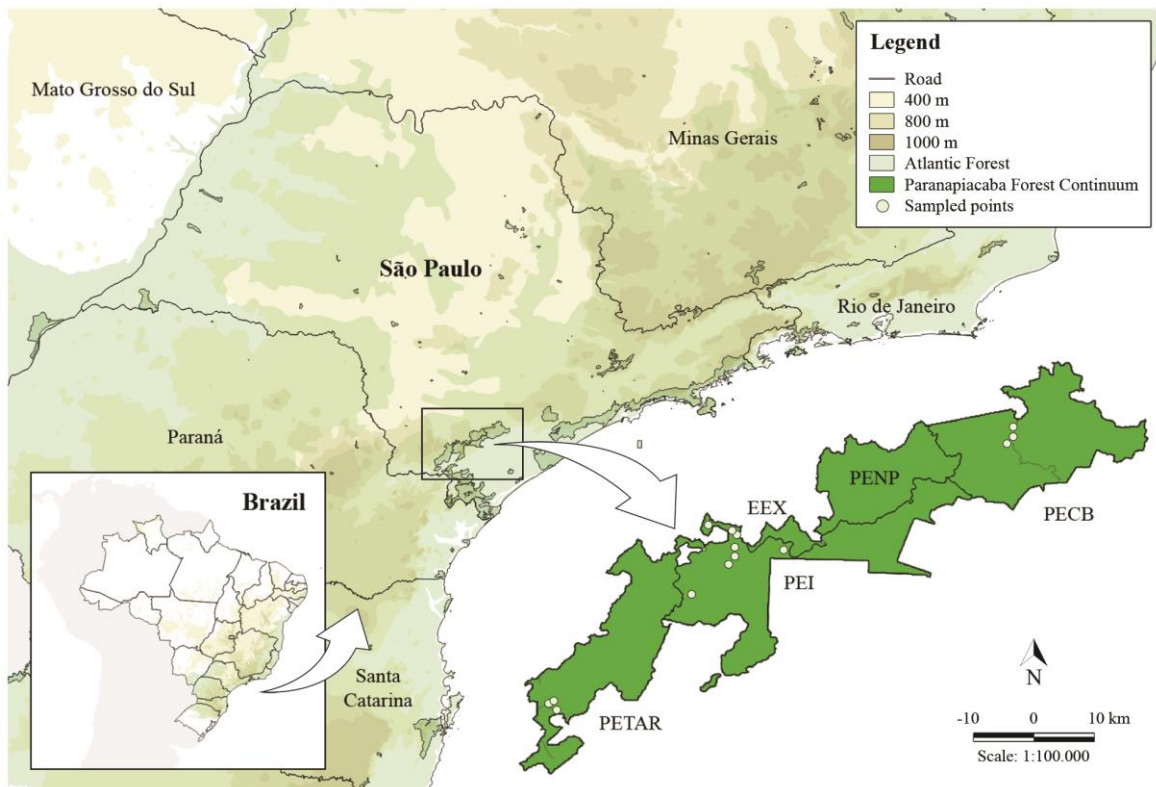 Mato Grosso do Sul
Minas Gerais
São Paulo
Rio de Janeiro
Paraná
Santa
Catarina
Legend
Road
400 m
800 m
1000 m
Atlantic Forest
Paranapiacaba Forest Continuum
Sampled points
Brazil
PENP
EEX
PECB
PEI
PETAR
N
-10 0 10 km
Scale: 1:100.000